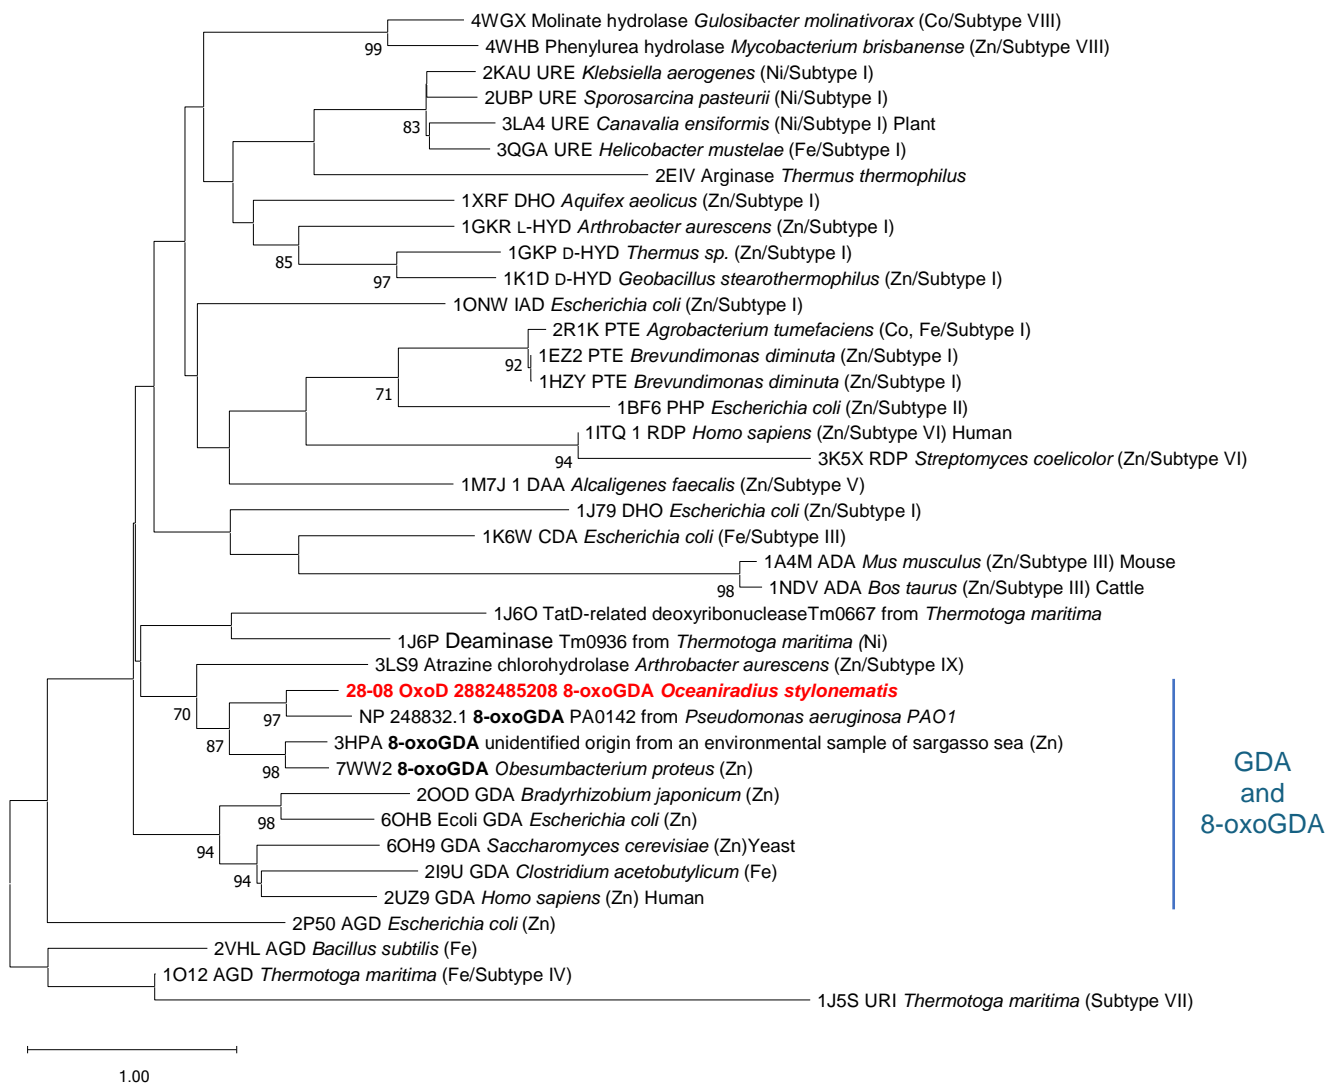 4WGX Molinate hydrolase Gulosibacter molinativorax (Co/Subtype VIII)
99
4WHB Phenylurea hydrolase Mycobacterium brisbanense (Zn/Subtype VIII)
2KAU URE Klebsiella aerogenes (Ni/Subtype I)
2UBP URE Sporosarcina pasteurii (Ni/Subtype I)
83
3LA4 URE Canavalia ensiformis (Ni/Subtype I) Plant
3QGA URE Helicobacter mustelae (Fe/Subtype I)
2EIV Arginase Thermus thermophilus
1XRF DHO Aquifex aeolicus (Zn/Subtype I)
1GKR L-HYD Arthrobacter aurescens (Zn/Subtype I)
85
1GKP D-HYD Thermus sp. (Zn/Subtype I)
97
1K1D D-HYD Geobacillus stearothermophilus (Zn/Subtype I)
1ONW IAD Escherichia coli (Zn/Subtype I)
2R1K PTE Agrobacterium tumefaciens (Co, Fe/Subtype I)
92
1EZ2 PTE Brevundimonas diminuta (Zn/Subtype I)
1HZY PTE Brevundimonas diminuta (Zn/Subtype I)
71
1BF6 PHP Escherichia coli (Zn/Subtype II)
1ITQ 1 RDP Homo sapiens (Zn/Subtype VI) Human
94
3K5X RDP Streptomyces coelicolor (Zn/Subtype VI)
1M7J 1 DAA Alcaligenes faecalis (Zn/Subtype V)
1J79 DHO Escherichia coli (Zn/Subtype I)
1K6W CDA Escherichia coli (Fe/Subtype III)
1A4M ADA Mus musculus (Zn/Subtype III) Mouse
98
1NDV ADA Bos taurus (Zn/Subtype III) Cattle
1J6O TatD-related deoxyribonucleaseTm0667 from Thermotoga maritima
1J6P Deaminase Tm0936 from Thermotoga maritima (Ni)
3LS9 Atrazine chlorohydrolase Arthrobacter aurescens (Zn/Subtype IX)
70
28-08 OxoD 2882485208 8-oxoGDA Oceaniradius stylonematis
97
NP 248832.1 8-oxoGDA PA0142 from Pseudomonas aeruginosa PAO1
87
3HPA 8-oxoGDA unidentified origin from an environmental sample of sargasso sea (Zn)
98
7WW2 8-oxoGDA Obesumbacterium proteus (Zn)
2OOD GDA Bradyrhizobium japonicum (Zn)
98
6OHB Ecoli GDA Escherichia coli (Zn)
94
6OH9 GDA Saccharomyces cerevisiae (Zn)Yeast
94
2I9U GDA Clostridium acetobutylicum (Fe)
2UZ9 GDA Homo sapiens (Zn) Human
GDA
and
8-oxoGDA
2P50 AGD Escherichia coli (Zn)
2VHL AGD Bacillus subtilis (Fe)
1O12 AGD Thermotoga maritima (Fe/Subtype IV)
1J5S URI Thermotoga maritima (Subtype VII)
1.00